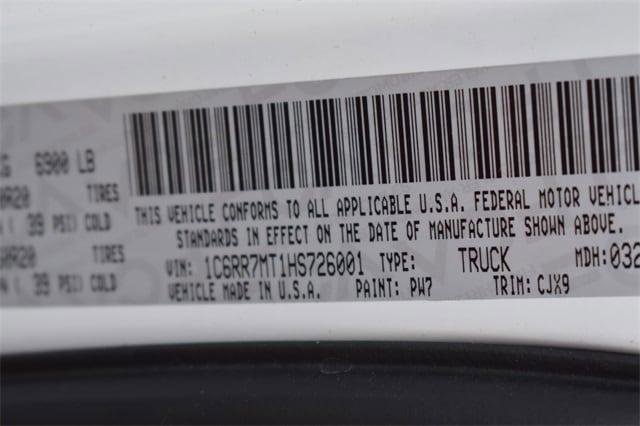 G 6900 LB
0R20 TIRES
39 PSI) COLD
0R20 TIRES
39 PSI) COLD
THIS VEHICLE CONFORMS TO ALL APPLICABLE U.S.A. FEDERAL MOTOR VEHICL
STANDARDS IN EFFECT ON THE DATE OF MANUFACTURE SHOWN ABOVE.
VIN: 1C6RR7MT1HS726001 TYPE: TRUCK MDH: 032
VEHICLE MADE IN U.S.A. PAINT: PW7 TRIM: CJX9